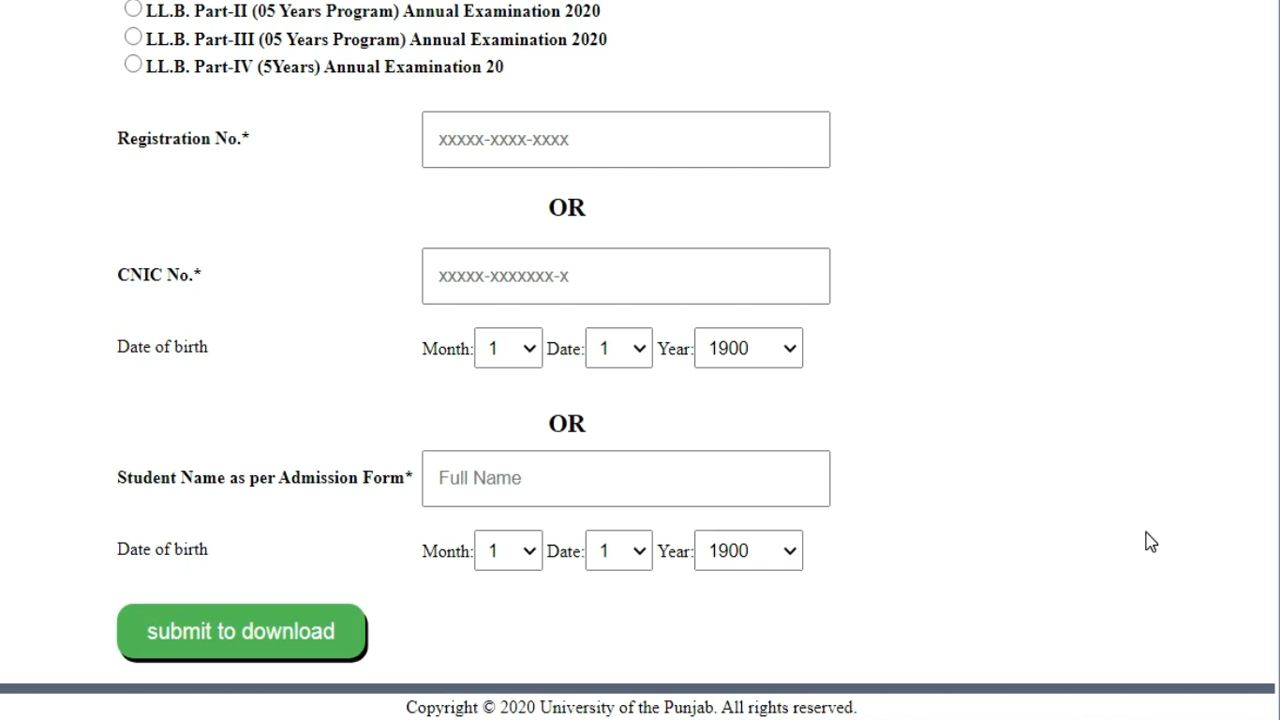 LL.B. Part-II (05 Years Program) Annual Examination 2020
LL.B. Part-III (05 Years Program) Annual Examination 2020
LL.B. Part-IV (5Years) Annual Examination 20
Registration No.* xxxxx-xxxx-xxxx
OR
CNIC No.* xxxxx-xxxxxxx-x
Date of birth Month: 1 Date: 1 Year: 1900
OR
Student Name as per Admission Form* Full Name
Date of birth Month: 1 Date: 1 Year: 1900
submit to download
Copyright © 2020 University of the Punjab. All rights reserved.